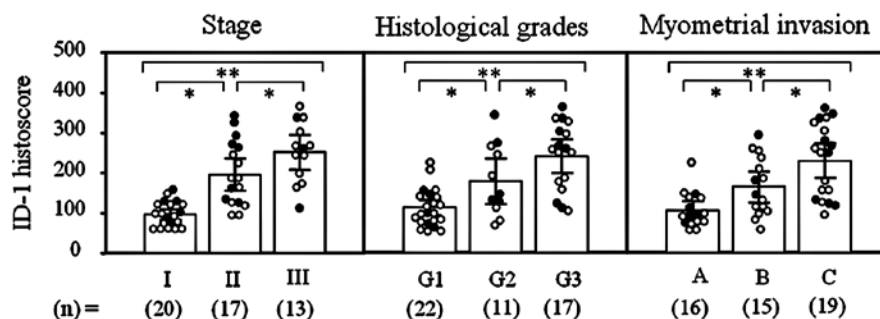 Stage Histological grades Myometrial invasion
500
** ** **
400
* * * * * *
300
200
100
0
ID-1 histoscore
I II III G1 G2 G3 A B C
(n) = (20) (17) (13) (22) (11) (17) (16) (15) (19)